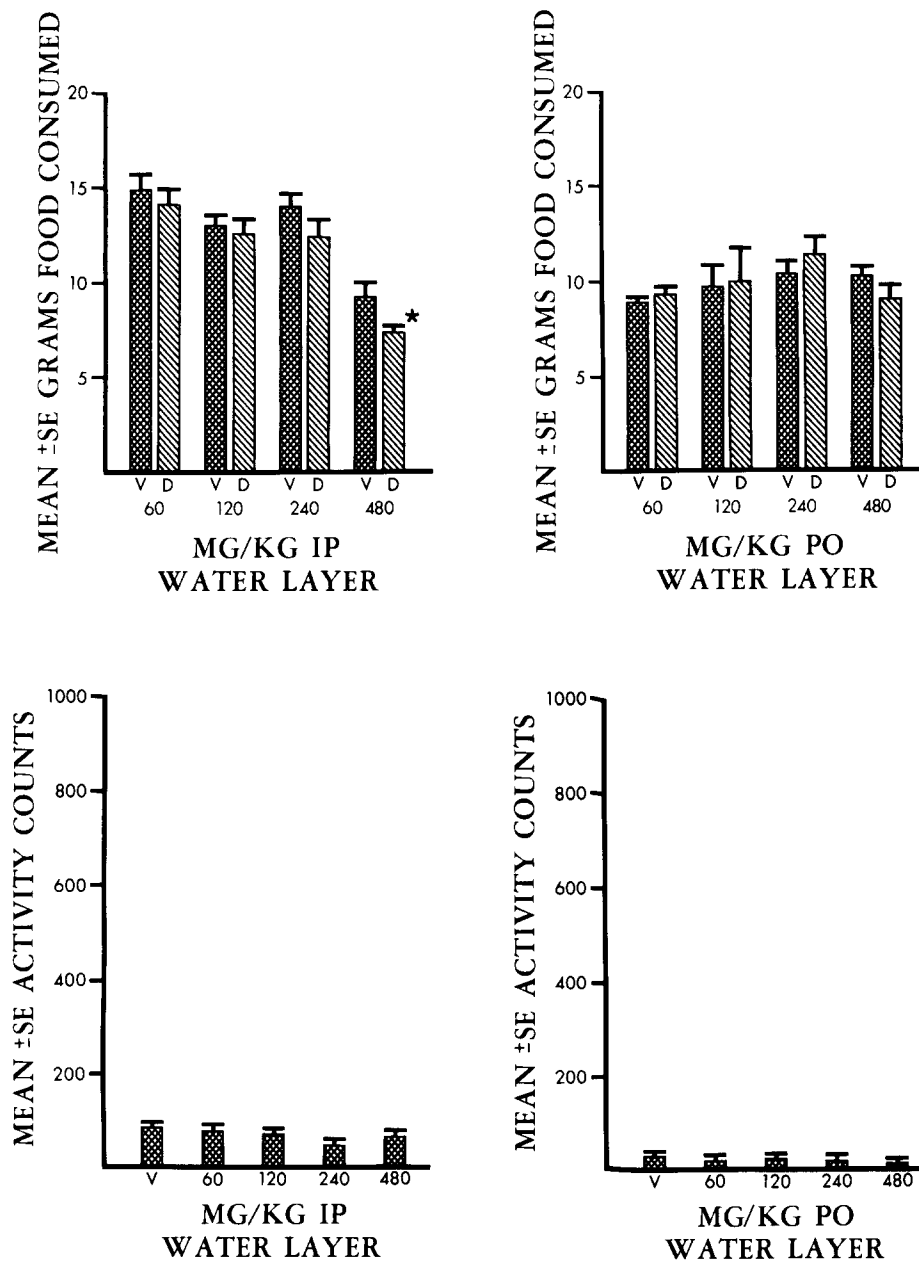 MEAN ±SE GRAMS FOOD CONSUMED
20
15
10
5
V D V D V D V D
60 120 240 480
MG/KG IP
WATER LAYER
MEAN ±SE GRAMS FOOD CONSUMED
20
15
10
5
V D V D V D V D
60 120 240 480
MG/KG PO
WATER LAYER
MEAN ±SE ACTIVITY COUNTS
1000
800
600
400
200
V 60 120 240 480
MG/KG IP
WATER LAYER
MEAN ±SE ACTIVITY COUNTS
1000
800
600
400
200
V 60 120 240 480
MG/KG PO
WATER LAYER